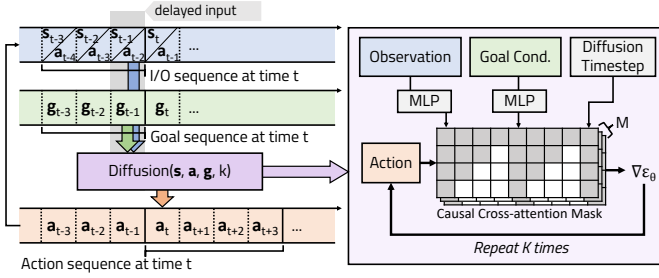 delayed input
s_t-3 s_t-2 s_t-1 s_t
a_t-4 a_t-3 a_t-2 a_t-1 ...
I/O sequence at time t
g_t-3 g_t-2 g_t-1 g_t ...
Goal sequence at time t
Diffusion(s, a, g, k)
a_t-3 a_t-2 a_t-1 a_t a_t+1 a_t+2 a_t+3 ...
Action sequence at time t
Observation
Goal Cond.
Diffusion
Timestep
MLP
MLP
M
Action
∇ε_θ
Causal Cross-attention Mask
Repeat K times